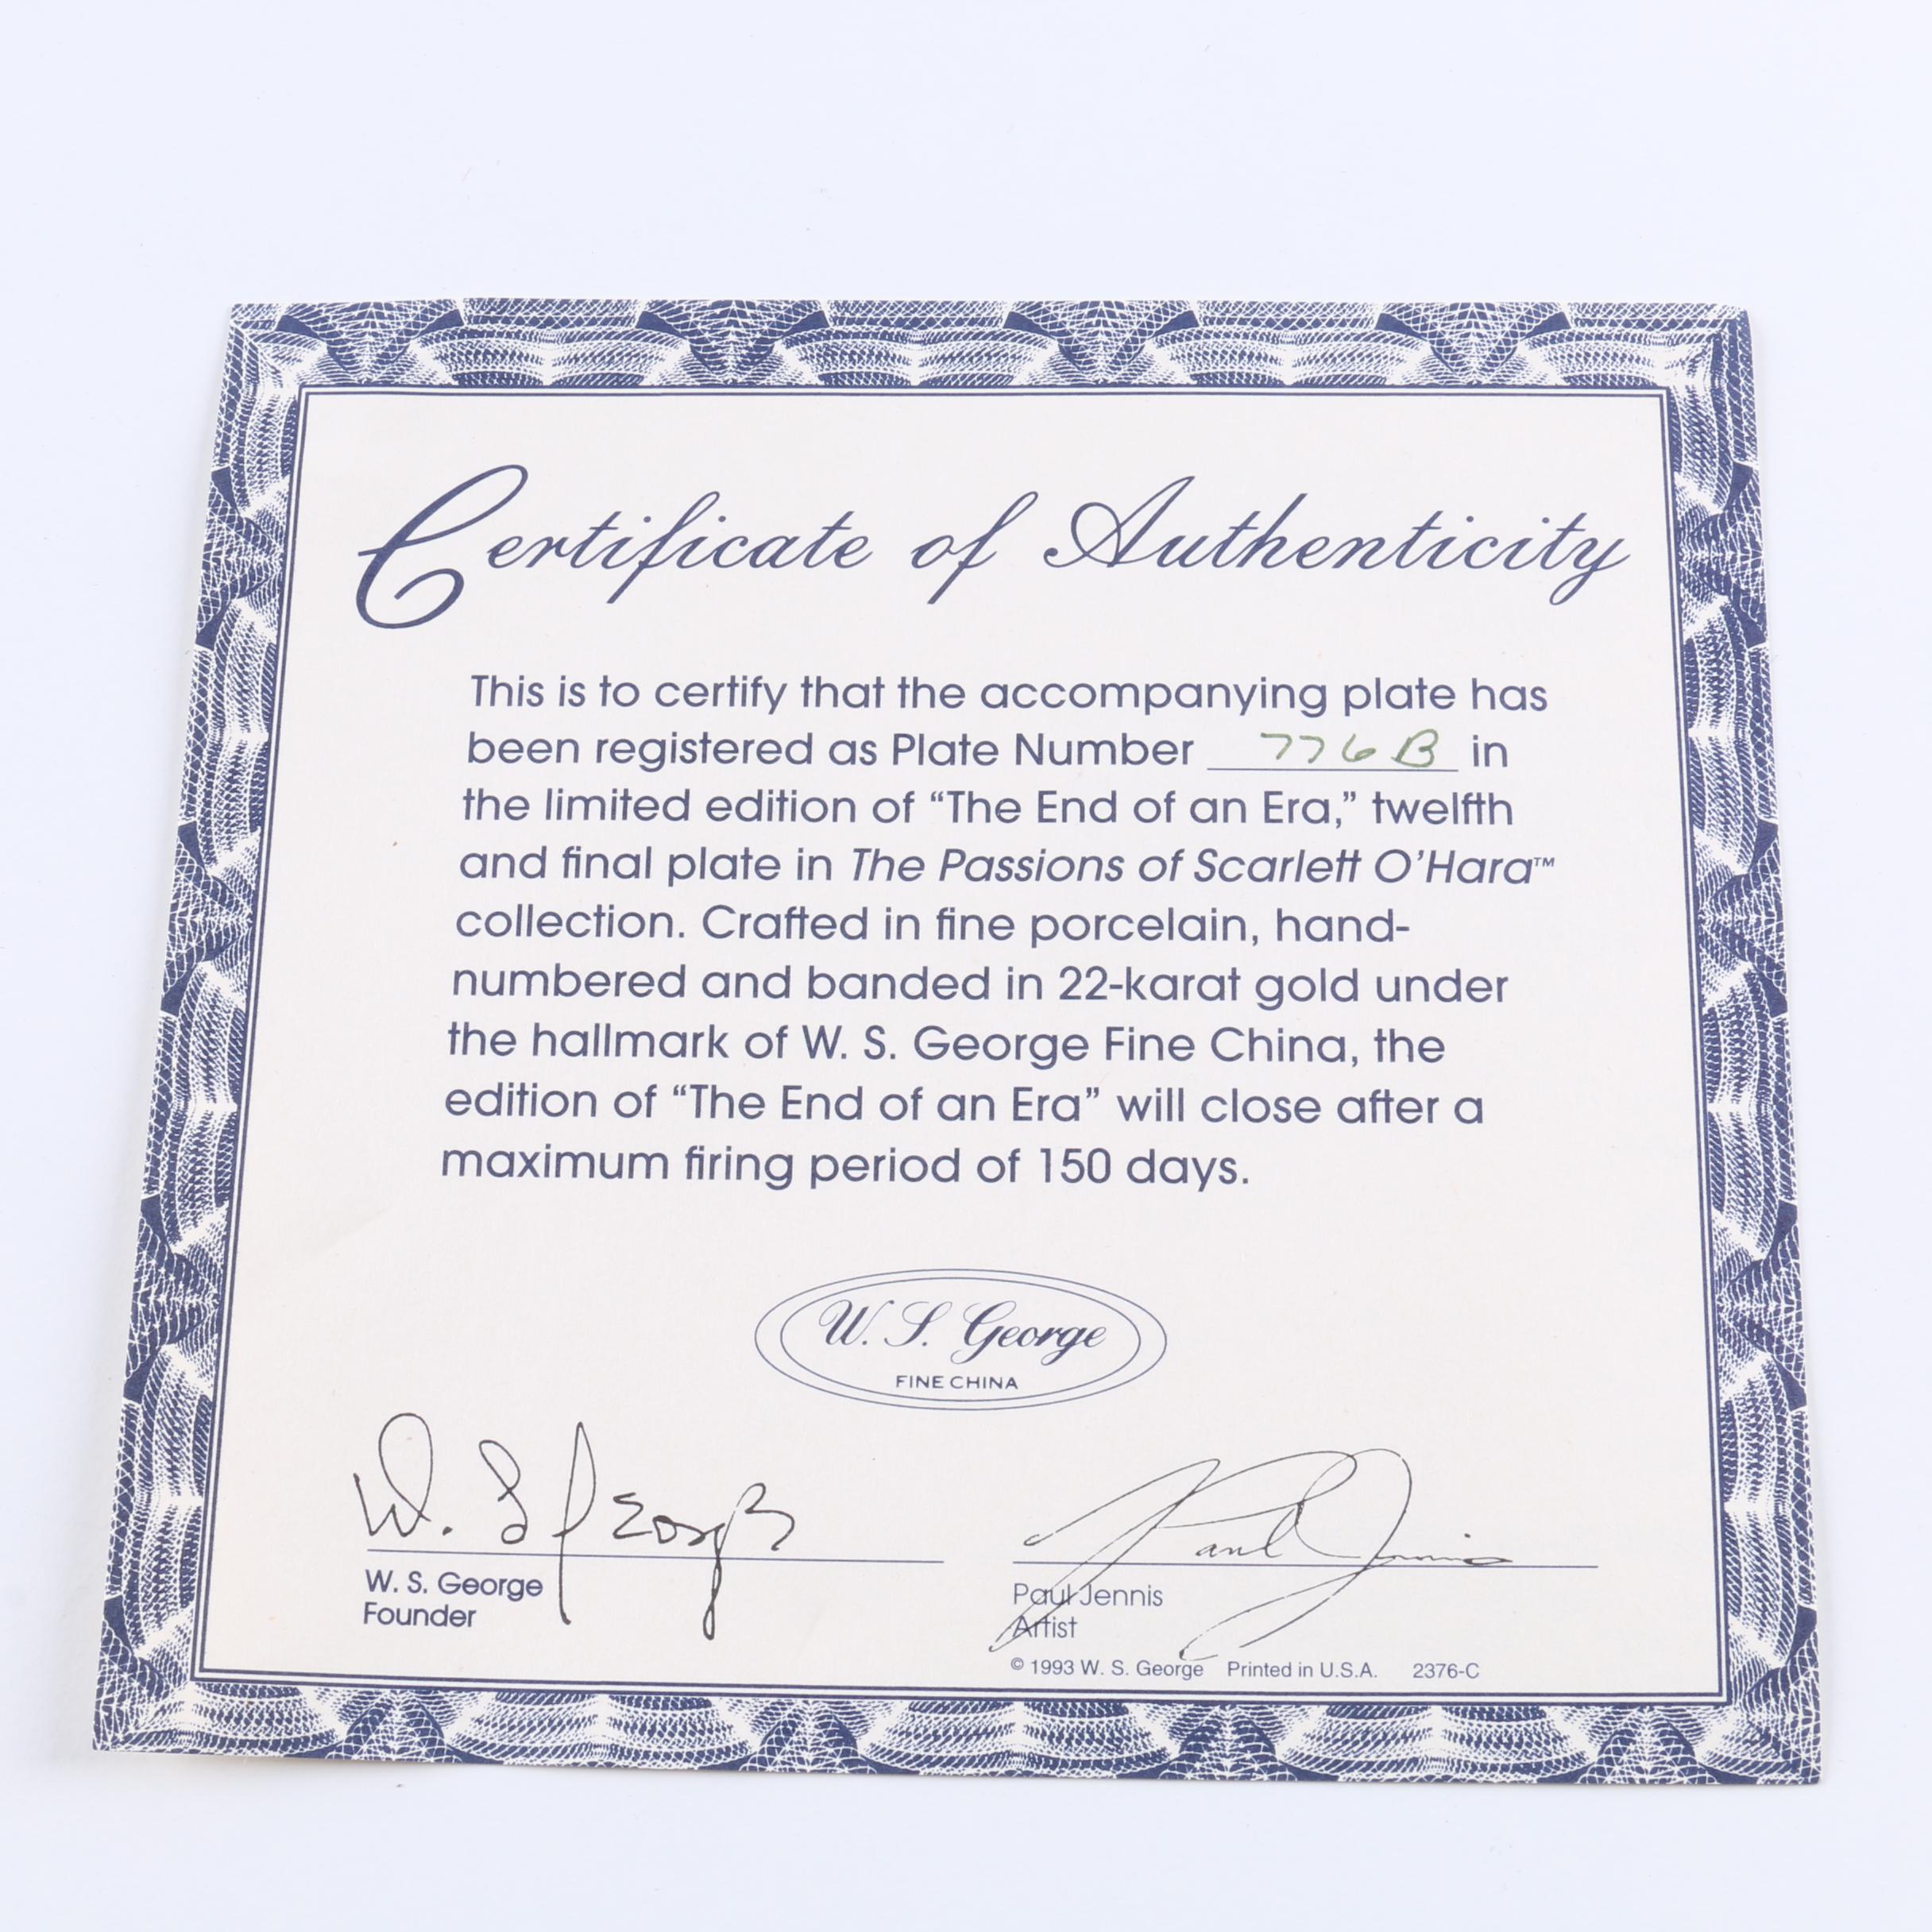 Certificate of Authenticity
This is to certify that the accompanying plate has
been registered as Plate Number 776B in
the limited edition of “The End of an Era,” twelfth
and final plate in The Passions of Scarlett O’Hara™
collection. Crafted in fine porcelain, hand-
numbered and banded in 22-karat gold under
the hallmark of W. S. George Fine China, the
edition of “The End of an Era” will close after a
maximum firing period of 150 days.
W. S. George
FINE CHINA
W. S. George
W. S. George
Founder
Paul Jennis
Paul Jennis
Artist
© 1993 W. S. George Printed in U.S.A. 2376-C